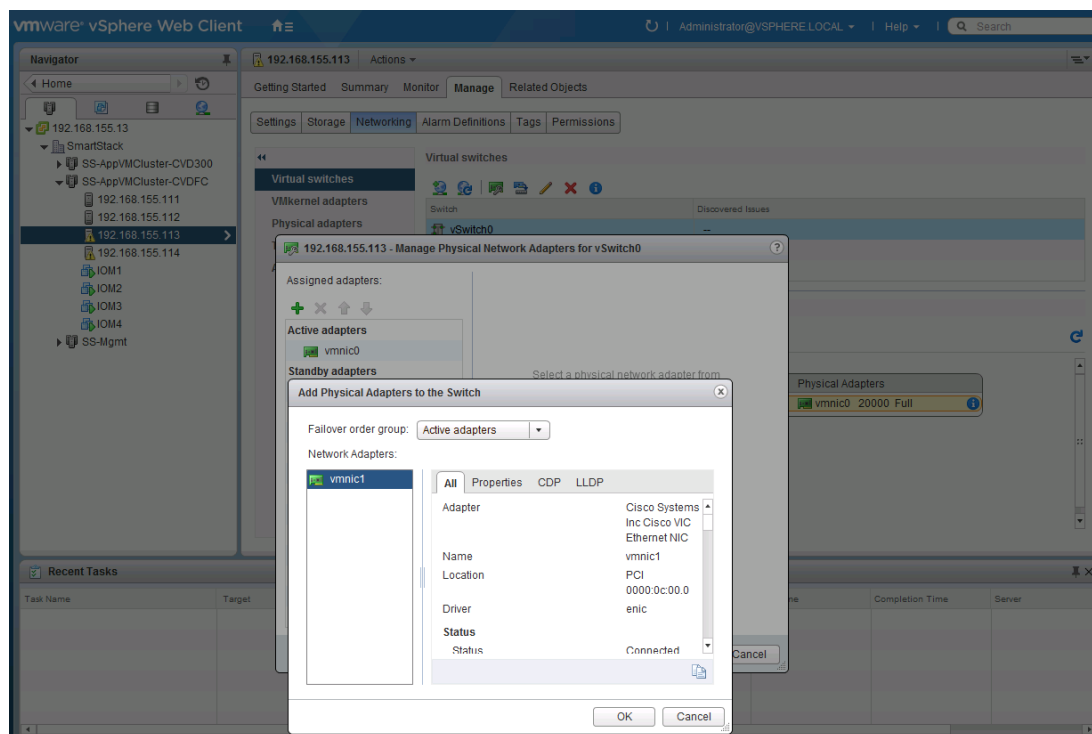 vmware® vSphere Web Client
Administrator@VSPHERE.LOCAL
Help
Search
Navigator
Home
192.168.155.13
SmartStack
SS-AppVMCluster-CVD300
SS-AppVMCluster-CVDFC
192.168.155.111
192.168.155.112
192.168.155.113
192.168.155.114
IOM1
IOM2
IOM3
IOM4
SS-Mgmt
192.168.155.113 Actions
Getting Started Summary Monitor Manage Related Objects
Settings Storage Networking Alarm Definitions Tags Permissions
Virtual switches
VMkernel adapters
Physical adapters
Virtual switches
Switch Discovered Issues
vSwitch0 --
192.168.155.113 - Manage Physical Network Adapters for vSwitch0
Assigned adapters:
Active adapters
vmnic0
Standby adapters
Select a physical network adapter from
Physical Adapters
vmnic0 20000 Full
Cancel
Add Physical Adapters to the Switch
Failover order group: Active adapters
Network Adapters:
vmnic1
All Properties CDP LLDP
Adapter Cisco Systems
Inc Cisco VIC
Ethernet NIC
Name vmnic1
Location PCI
0000:0c:00.0
Driver enic
Status
Status Connected
OK Cancel
Recent Tasks
Task Name Target Completion Time Server